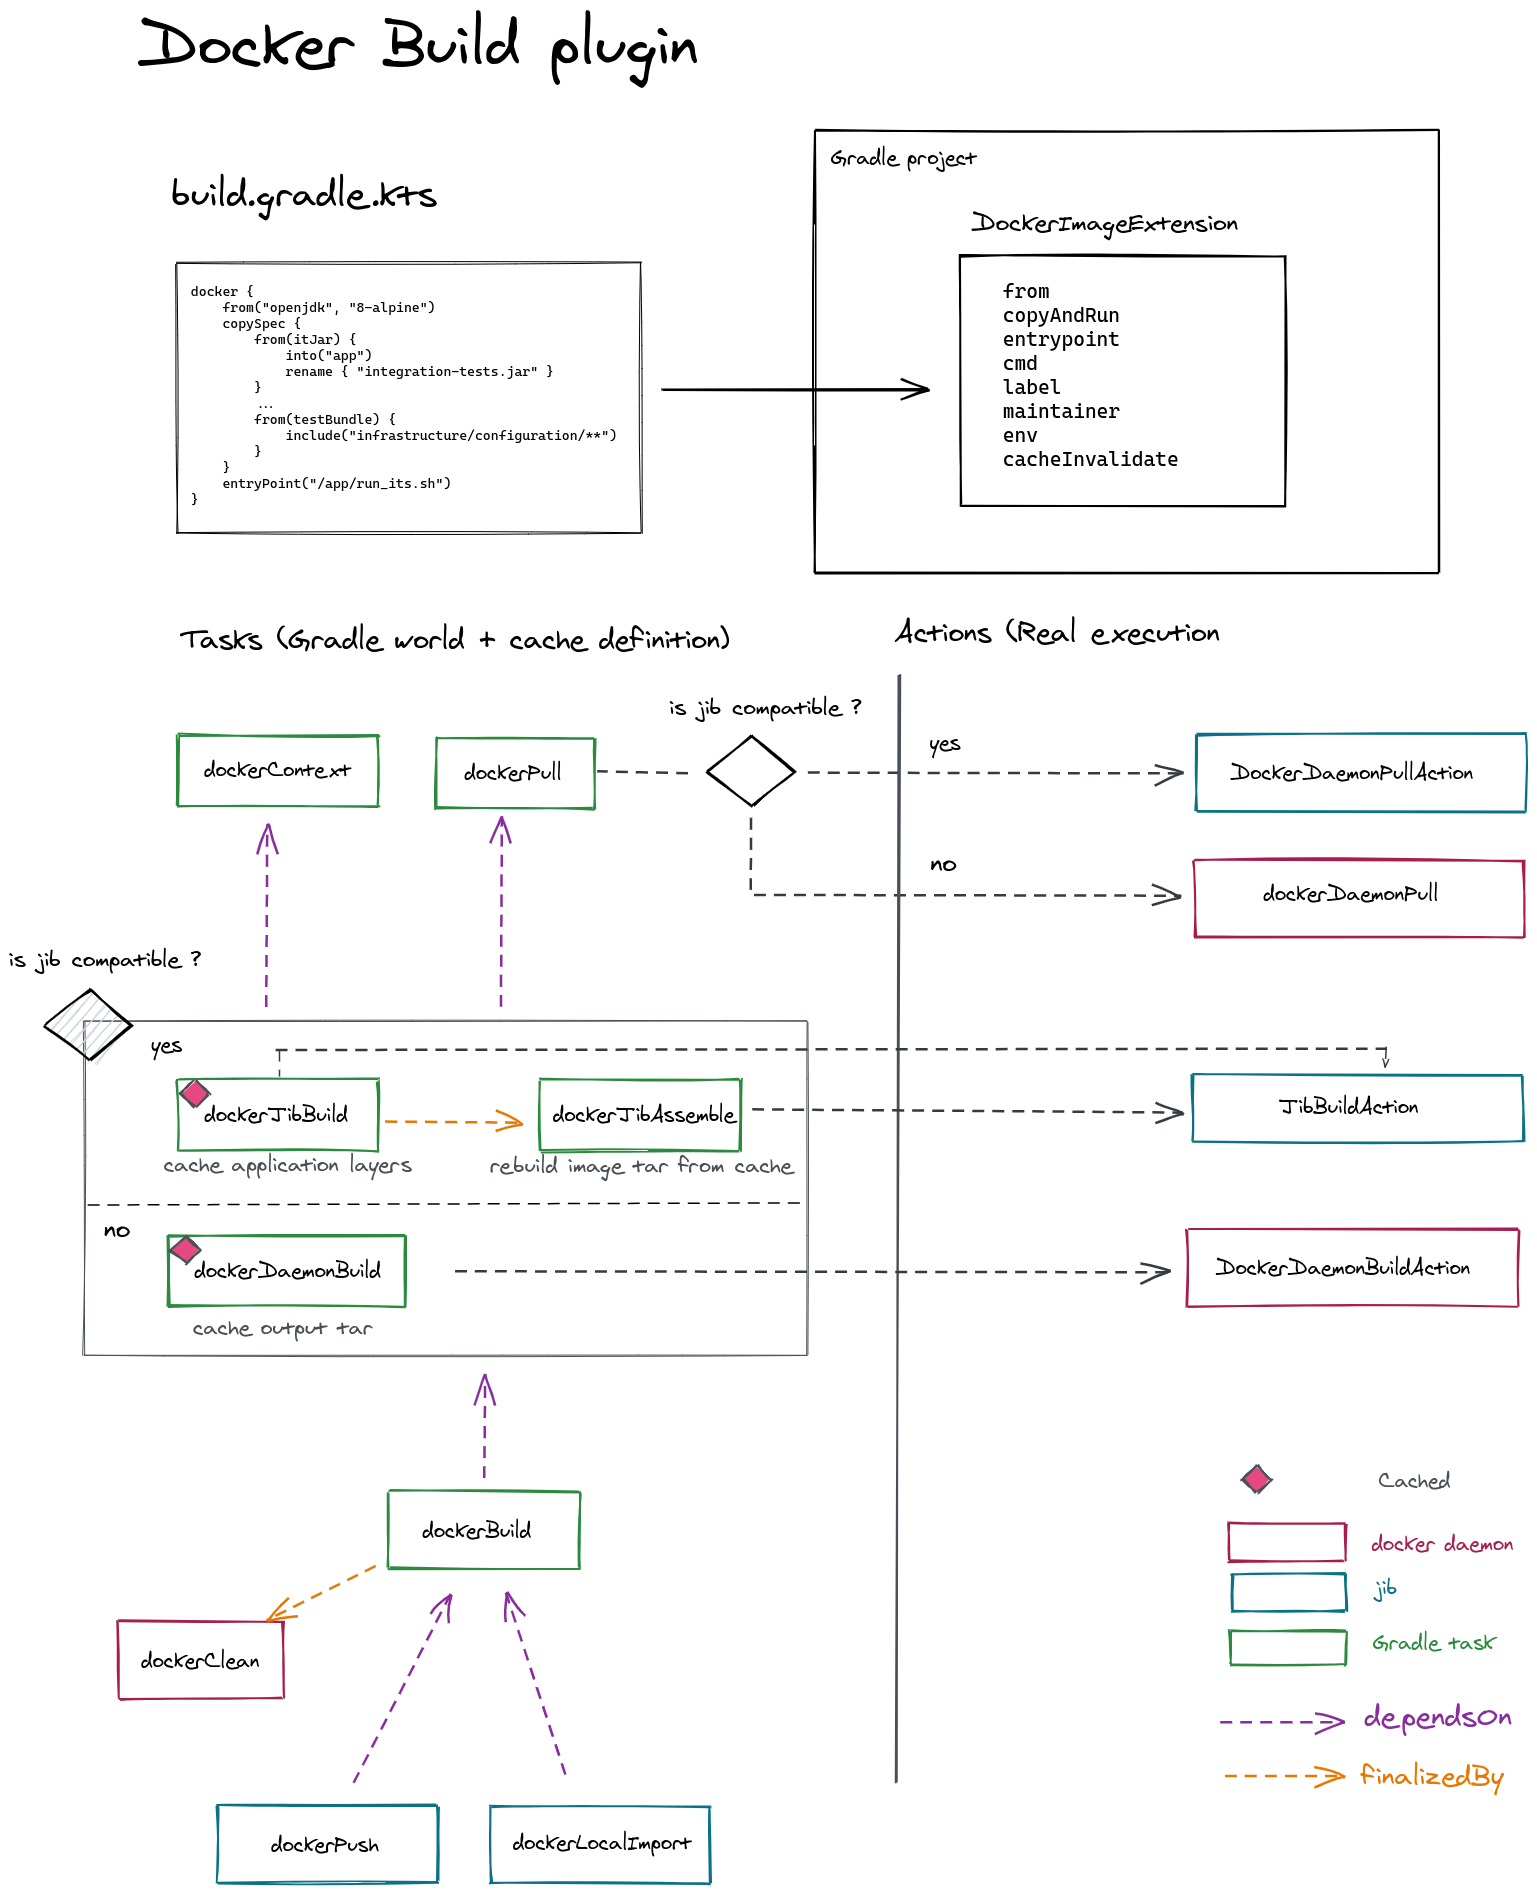 Docker Build plugin
build.gradle.kts
docker {
    from("openjdk", "8-alpine")
    copySpec {
        from(itJar) {
            into("app")
            rename { "integration-tests.jar" }
        }
        ...
        from(testBundle) {
            include("infrastructure/configuration/**")
        }
    }
    entryPoint("/app/run_its.sh")
}
Gradle project
DockerImageExtension
from
copyAndRun
entrypoint
cmd
label
maintainer
env
cacheInvalidate
Tasks (Gradle world + cache definition)
Actions (Real execution
is jib compatible ?
dockerContext
dockerPull
yes
DockerDaemonPullAction
no
dockerDaemonPull
is jib compatible ?
yes
dockerJibBuild
dockerJibAssemble
JibBuildAction
cache application layers
rebuild image tar from cache
no
dockerDaemonBuild
DockerDaemonBuildAction
cache output tar
dockerBuild
dockerClean
dockerPush
dockerLocalImport
Cached
docker daemon
jib
Gradle task
dependsOn
finalizedBy